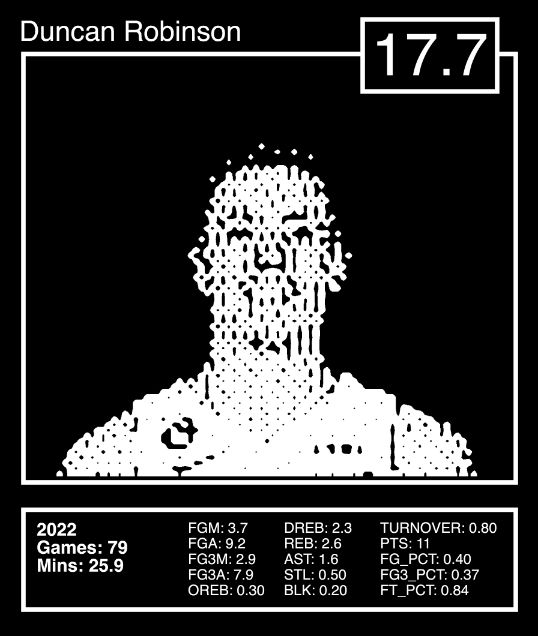 Duncan Robinson
17.7
2022
Games: 79
Mins: 25.9
FGM: 3.7
FGA: 9.2
FG3M: 2.9
FG3A: 7.9
OREB: 0.30
DREB: 2.3
REB: 2.6
AST: 1.6
STL: 0.50
BLK: 0.20
TURNOVER: 0.80
PTS: 11
FG_PCT: 0.40
FG3_PCT: 0.37
FT_PCT: 0.84